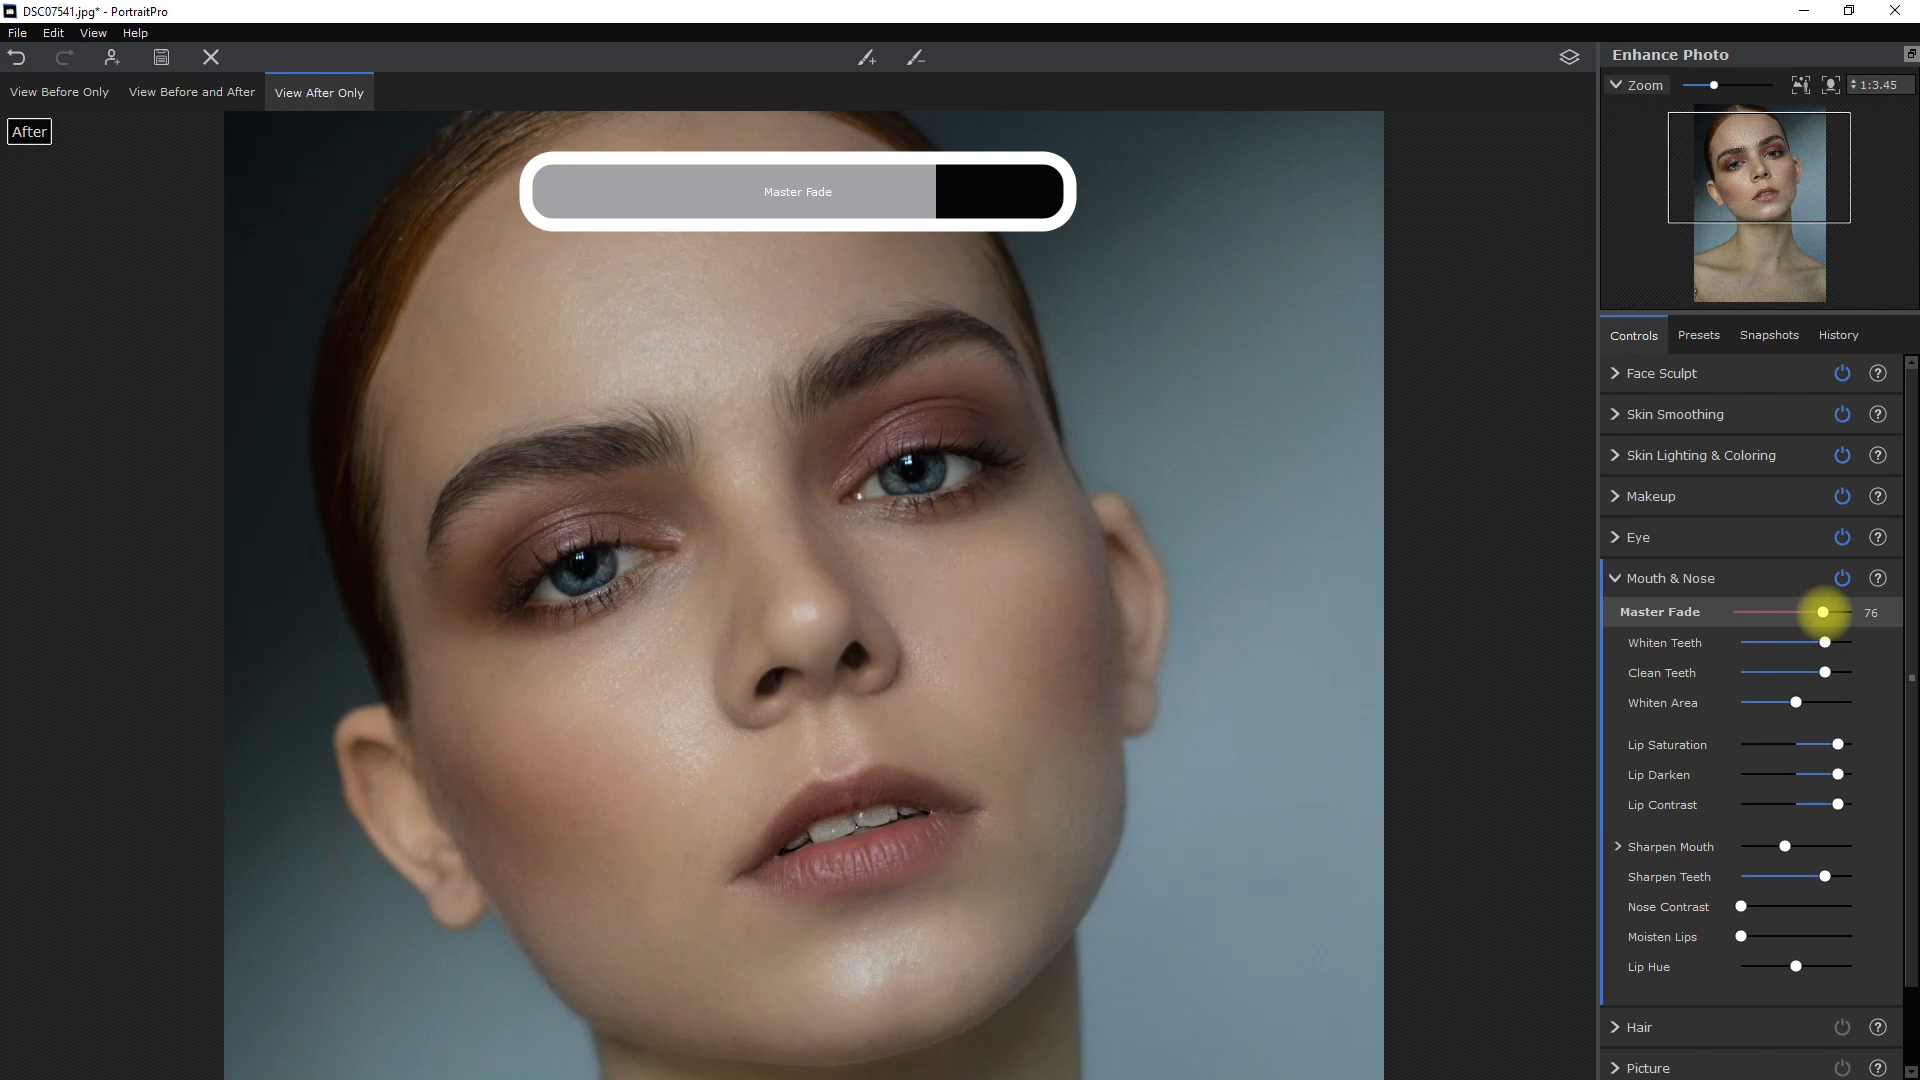 DSC07541.jpg* - PortraitPro
File Edit View Help
Enhance Photo
Zoom 1:3.45
View Before Only View Before and After View After Only
After
Master Fade
Controls Presets Snapshots History
Face Sculpt ?
Skin Smoothing ?
Skin Lighting & Coloring ?
Makeup ?
Eye ?
Mouth & Nose ?
Master Fade 76
Whiten Teeth
Clean Teeth
Whiten Area
Lip Saturation
Lip Darken
Lip Contrast
Sharpen Mouth
Sharpen Teeth
Nose Contrast
Moisten Lips
Lip Hue
Hair ?
Picture ?